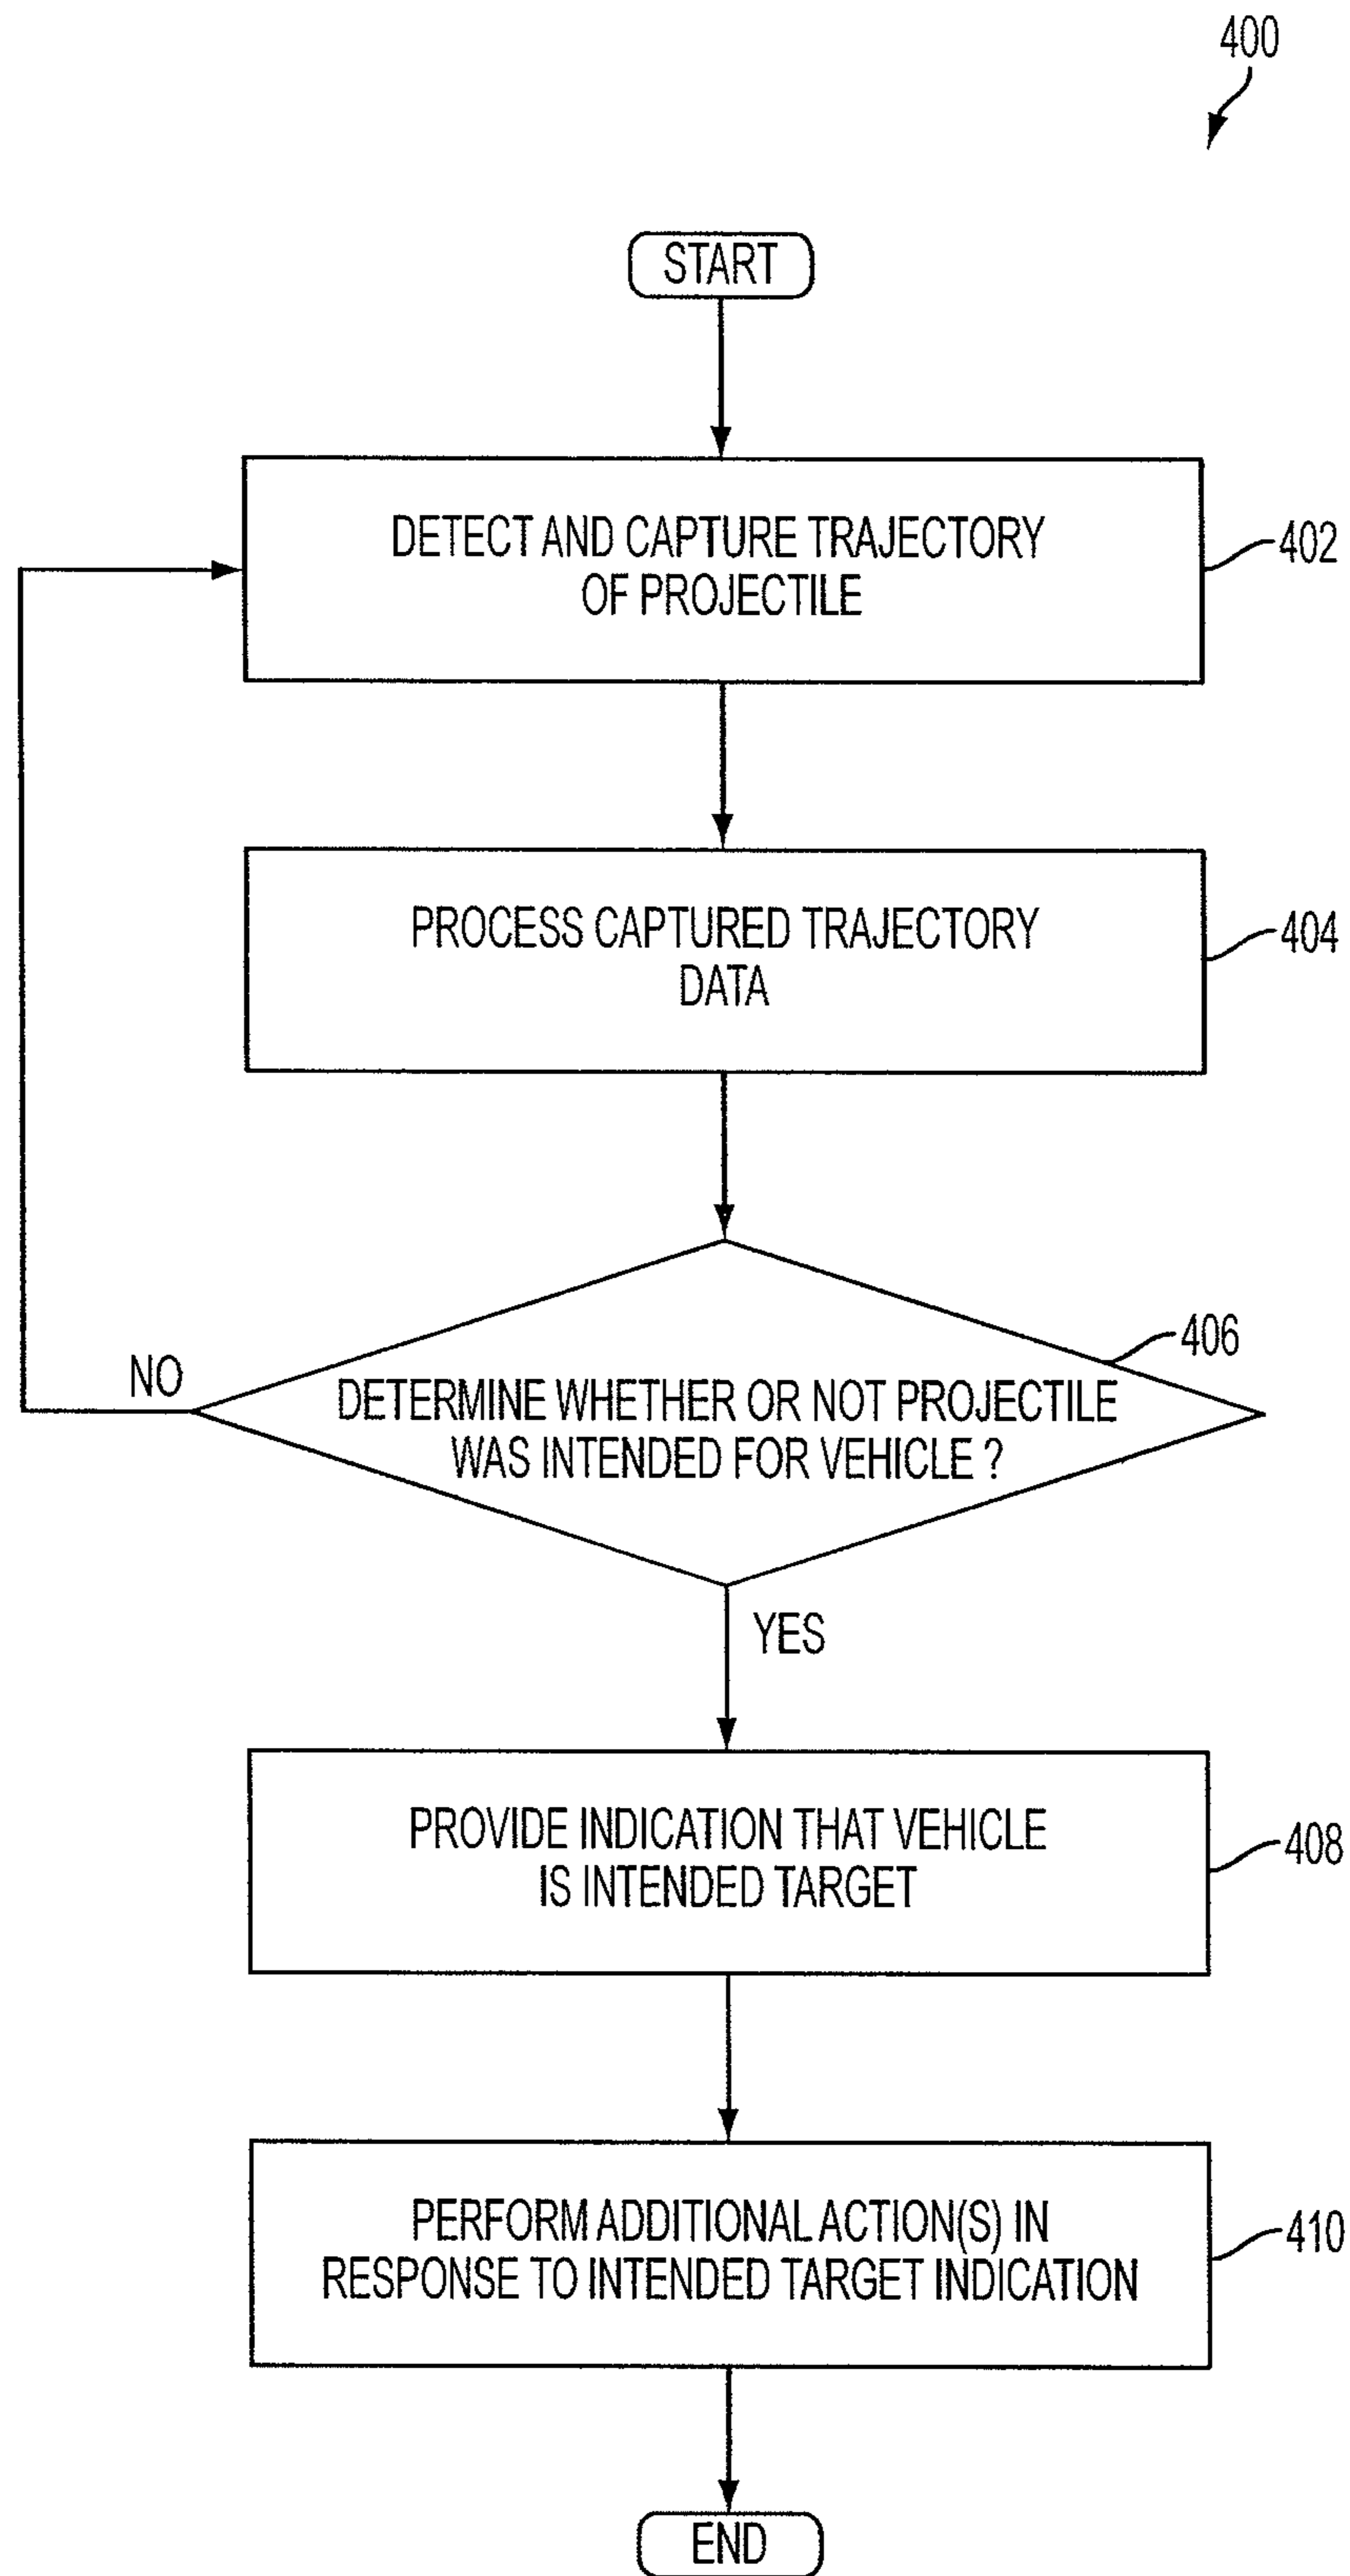 400
START
DETECT AND CAPTURE TRAJECTORY
OF PROJECTILE
402
PROCESS CAPTURED TRAJECTORY
DATA
404
406
NO
DETERMINE WHETHER OR NOT PROJECTILE
WAS INTENDED FOR VEHICLE ?
YES
PROVIDE INDICATION THAT VEHICLE
IS INTENDED TARGET
408
PERFORM ADDITIONAL ACTION(S) IN
RESPONSE TO INTENDED TARGET INDICATION
410
END